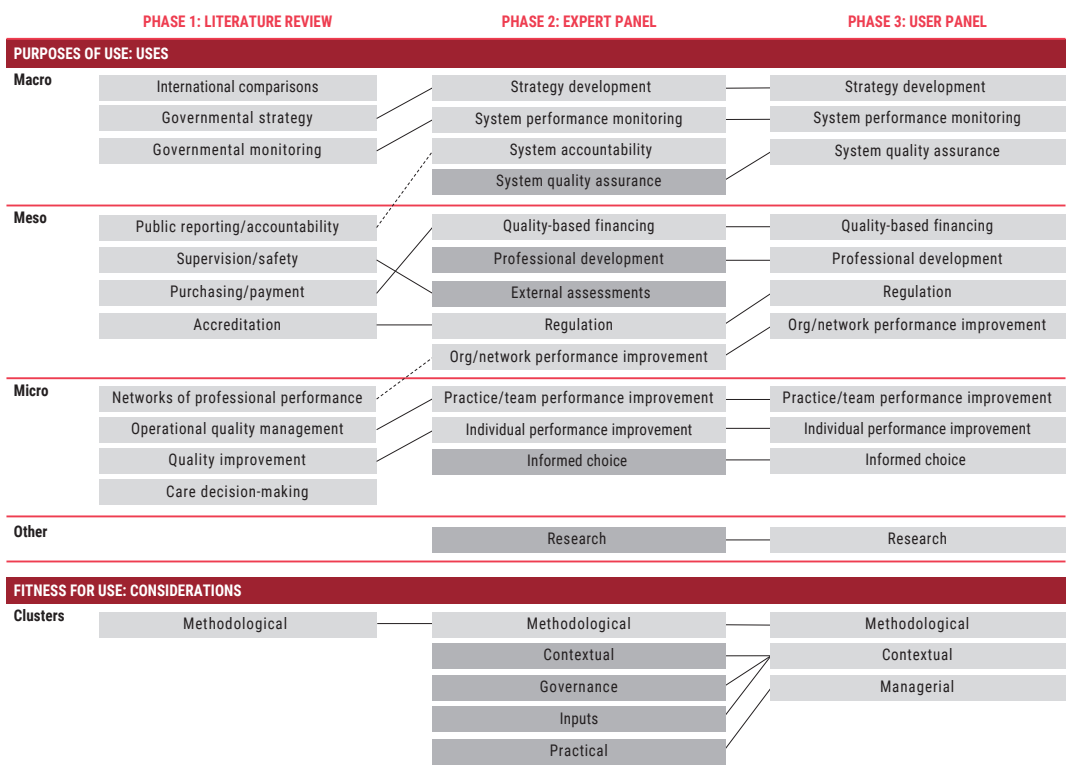 PHASE 1: LITERATURE REVIEW PHASE 2: EXPERT PANEL PHASE 3: USER PANEL
PURPOSES OF USE: USES
Macro
International comparisons Strategy development Strategy development
Governmental strategy System performance monitoring System performance monitoring
Governmental monitoring System accountability System quality assurance
System quality assurance
Meso
Public reporting/accountability Quality-based financing Quality-based financing
Supervision/safety Professional development Professional development
Purchasing/payment External assessments Regulation
Accreditation Regulation Org/network performance improvement
Org/network performance improvement
Micro
Networks of professional performance Practice/team performance improvement Practice/team performance improvement
Operational quality management Individual performance improvement Individual performance improvement
Quality improvement Informed choice Informed choice
Care decision-making
Other
Research Research
FITNESS FOR USE: CONSIDERATIONS
Clusters
Methodological Methodological Methodological
Contextual Contextual
Governance Managerial
Inputs
Practical